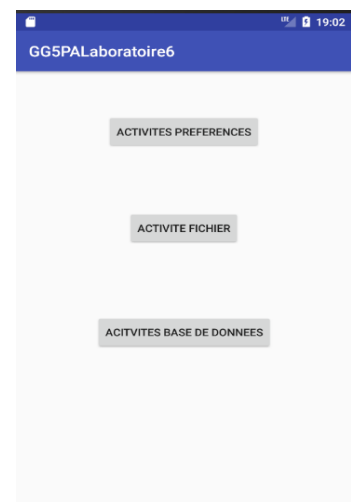 19:02
GG5PALaboratoire6
ACTIVITES PREFERENCES
ACTIVITE FICHIER
ACITVITES BASE DE DONNEES